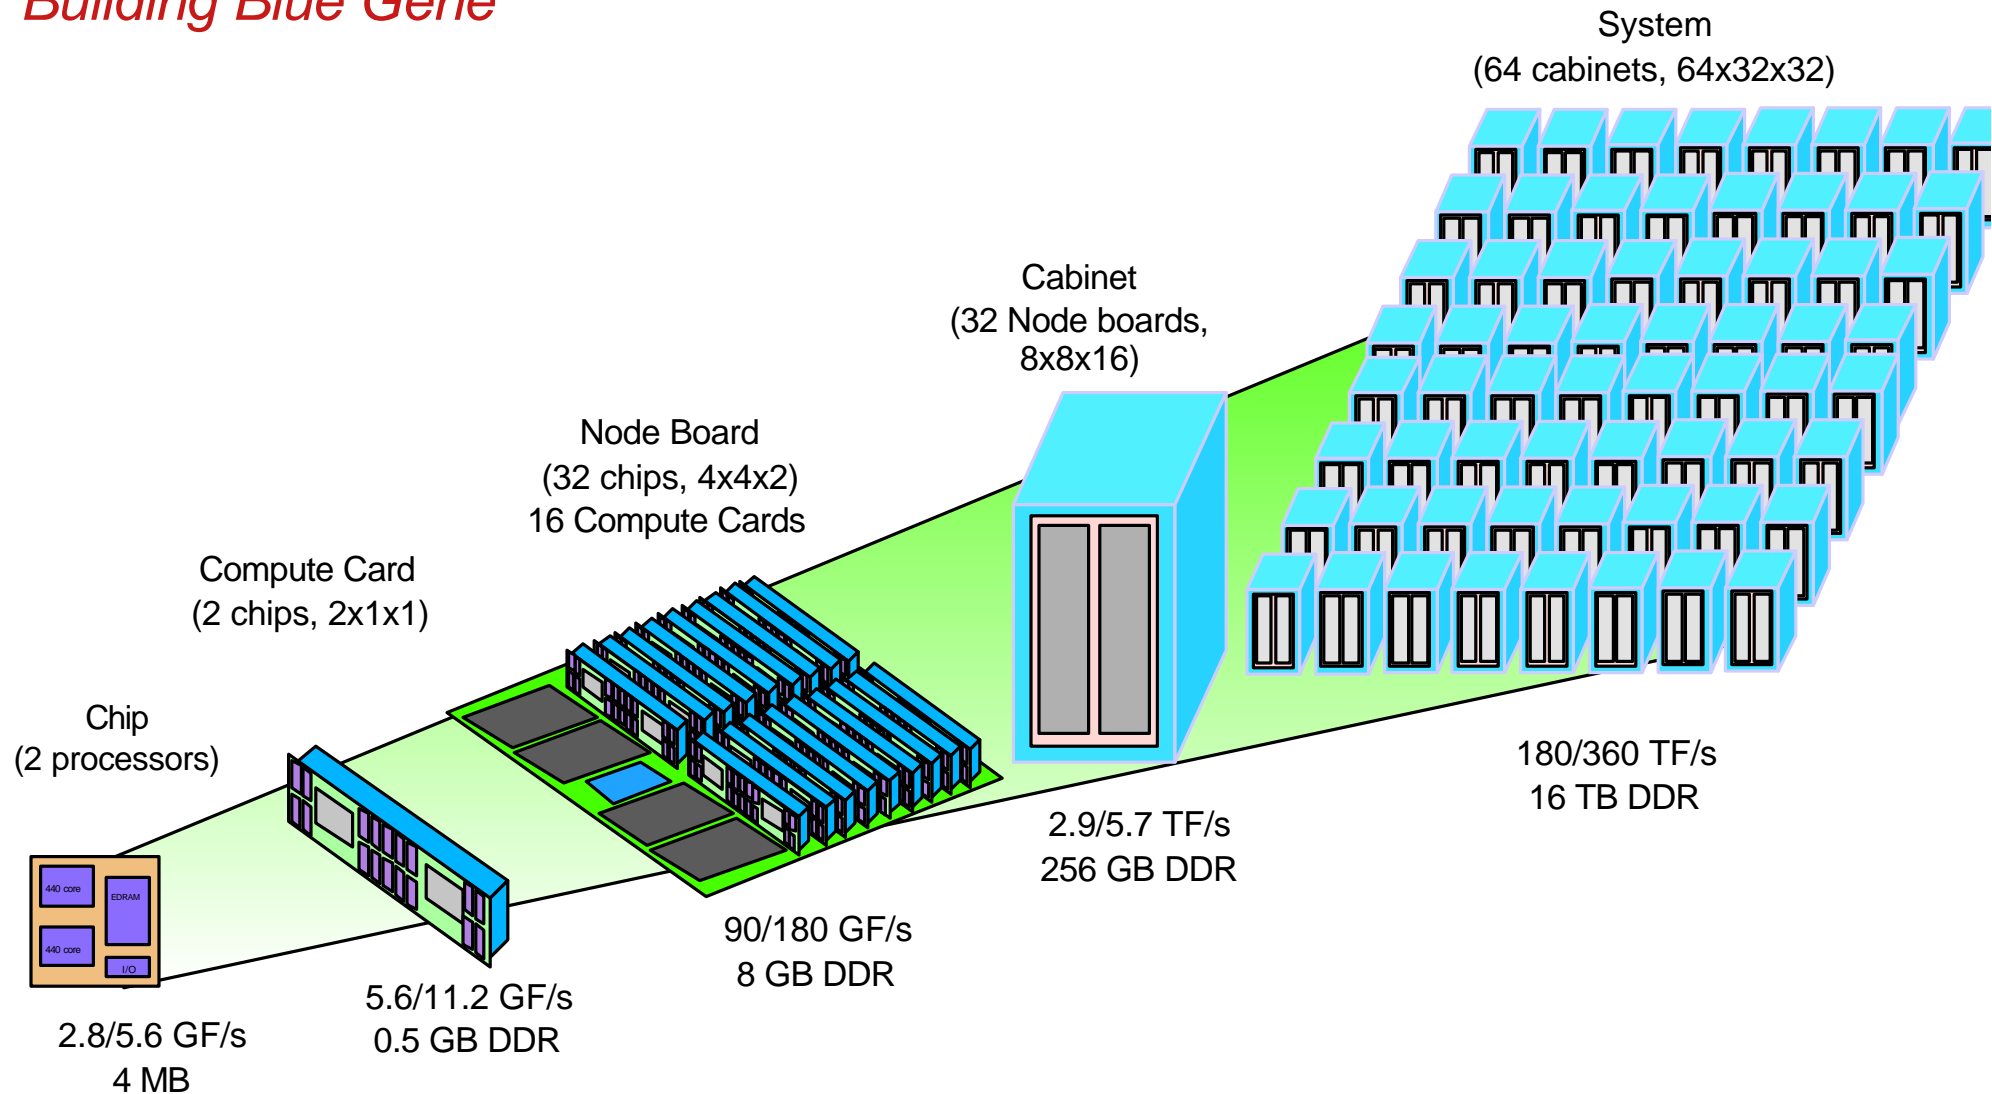 Building Blue Gene
System
(64 cabinets, 64x32x32)
Cabinet
(32 Node boards,
8x8x16)
Node Board
(32 chips, 4x4x2)
16 Compute Cards
Compute Card
(2 chips, 2x1x1)
Chip
(2 processors)
440 core
EDRAM
440 core
I/O
2.8/5.6 GF/s
4 MB
5.6/11.2 GF/s
0.5 GB DDR
90/180 GF/s
8 GB DDR
2.9/5.7 TF/s
256 GB DDR
180/360 TF/s
16 TB DDR